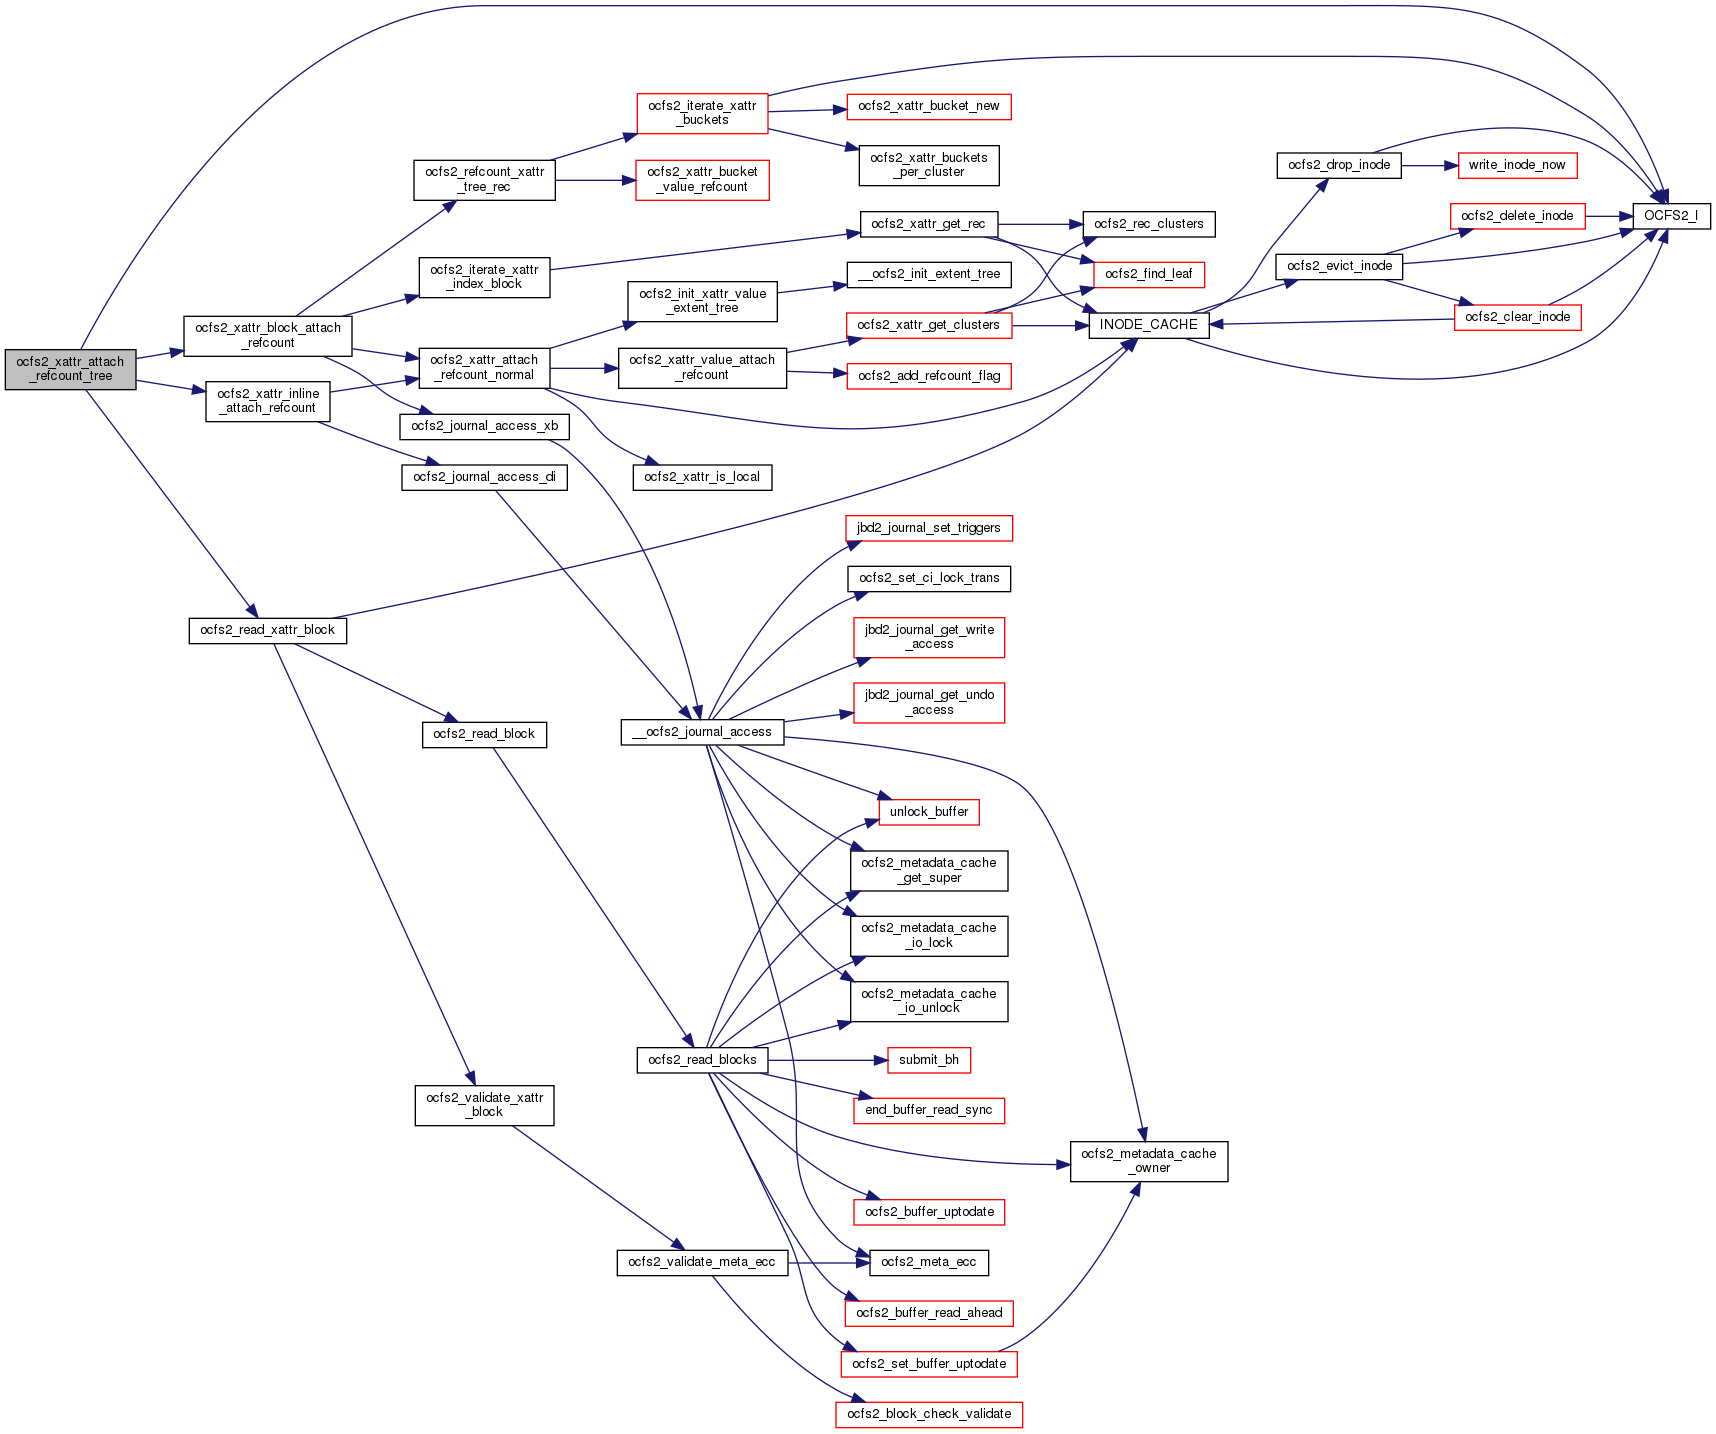 ocfs2_xattr_attach
_refcount_tree
ocfs2_xattr_block_attach
_refcount
ocfs2_xattr_inline
_attach_refcount
ocfs2_read_xattr_block
ocfs2_refcount_xattr
_tree_rec
ocfs2_iterate_xattr
_index_block
ocfs2_xattr_attach
_refcount_normal
ocfs2_journal_access_xb
ocfs2_journal_access_di
ocfs2_read_block
ocfs2_validate_xattr
_block
ocfs2_iterate_xattr
_buckets
ocfs2_xattr_bucket
_value_refcount
ocfs2_init_xattr_value
_extent_tree
ocfs2_xattr_value_attach
_refcount
ocfs2_xattr_is_local
__ocfs2_journal_access
ocfs2_read_blocks
ocfs2_validate_meta_ecc
ocfs2_xattr_bucket_new
ocfs2_xattr_buckets
_per_cluster
ocfs2_xattr_get_rec
__ocfs2_init_extent_tree
ocfs2_xattr_get_clusters
ocfs2_add_refcount_flag
jbd2_journal_set_triggers
ocfs2_set_ci_lock_trans
jbd2_journal_get_write
_access
jbd2_journal_get_undo
_access
unlock_buffer
ocfs2_metadata_cache
_get_super
ocfs2_metadata_cache
_io_lock
ocfs2_metadata_cache
_io_unlock
submit_bh
end_buffer_read_sync
ocfs2_buffer_uptodate
ocfs2_meta_ecc
ocfs2_buffer_read_ahead
ocfs2_set_buffer_uptodate
ocfs2_block_check_validate
ocfs2_rec_clusters
ocfs2_find_leaf
INODE_CACHE
ocfs2_metadata_cache
_owner
ocfs2_drop_inode
ocfs2_evict_inode
write_inode_now
ocfs2_delete_inode
ocfs2_clear_inode
OCFS2_I